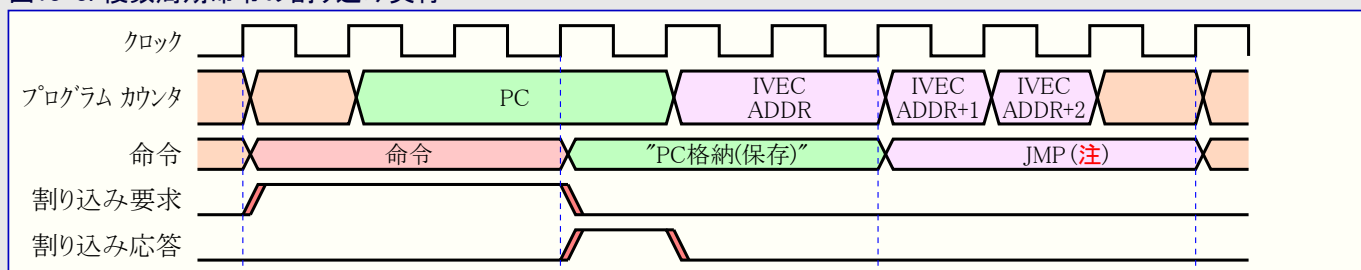 クロック
プログラム カウンタ
PC
IVEC
ADDR
IVEC
ADDR+1
IVEC
ADDR+2
命令
命令
"PC格納(保存)"
JMP(注)
割り込み要求
割り込み応答